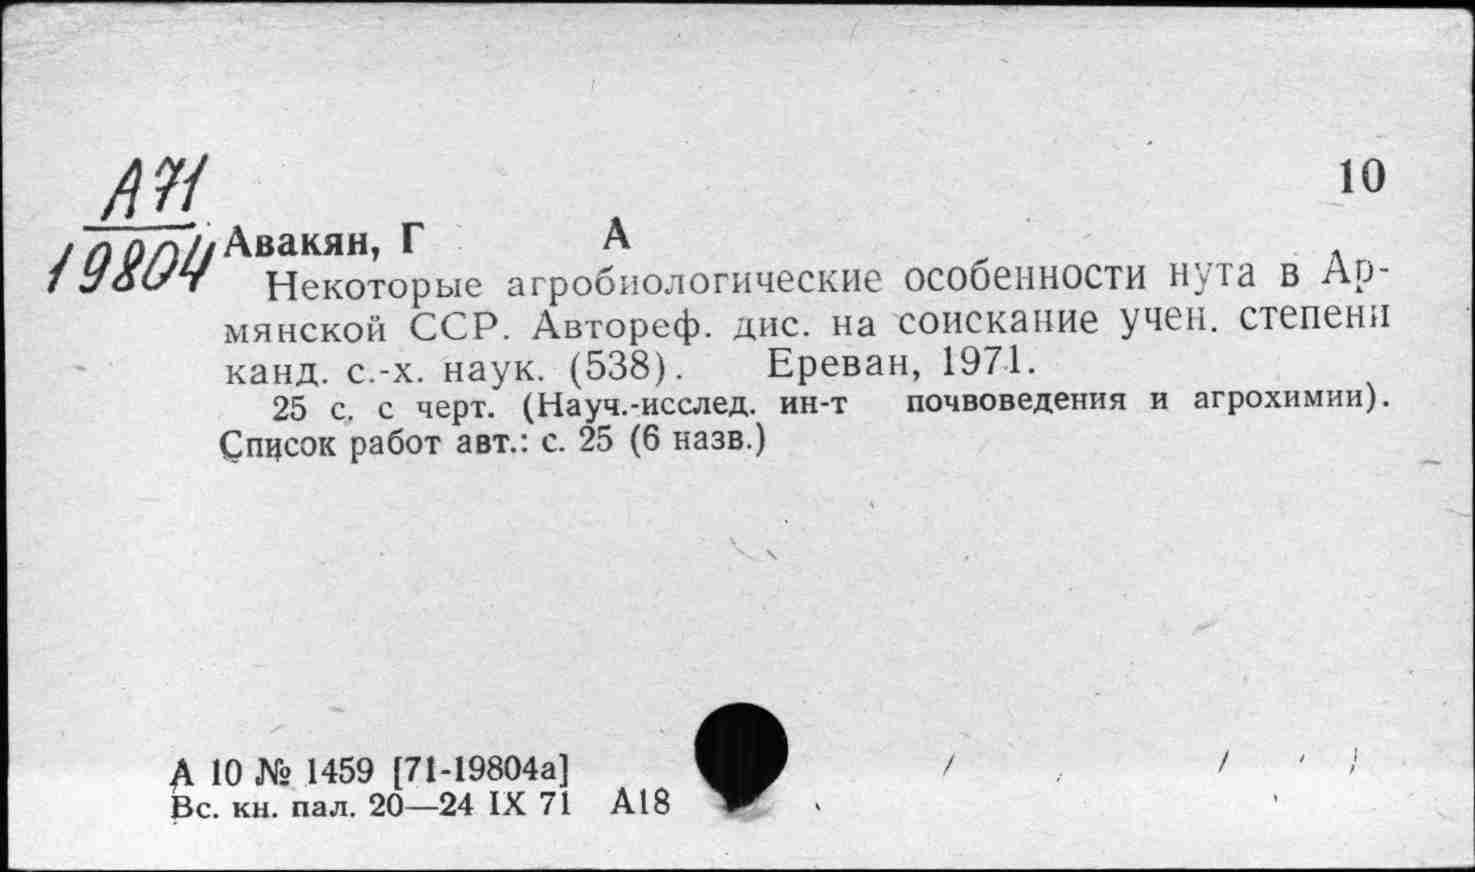 А71
19804
10
Авакян, Г А
Некоторые агробиологические особенности нута в Ар-
мянской ССР. Автореф. дис. на соискание учен. степени
канд. с.-х. наук. (538). Ереван, 1971.
25 с. с черт. (Науч.-исслед. ин-т почвоведения и агрохимии).
Список работ авт.: с. 25 (6 назв.)
А 10 № 1459 [71-19804а]
Вс. кн. пал. 20—24 IX 71 А18